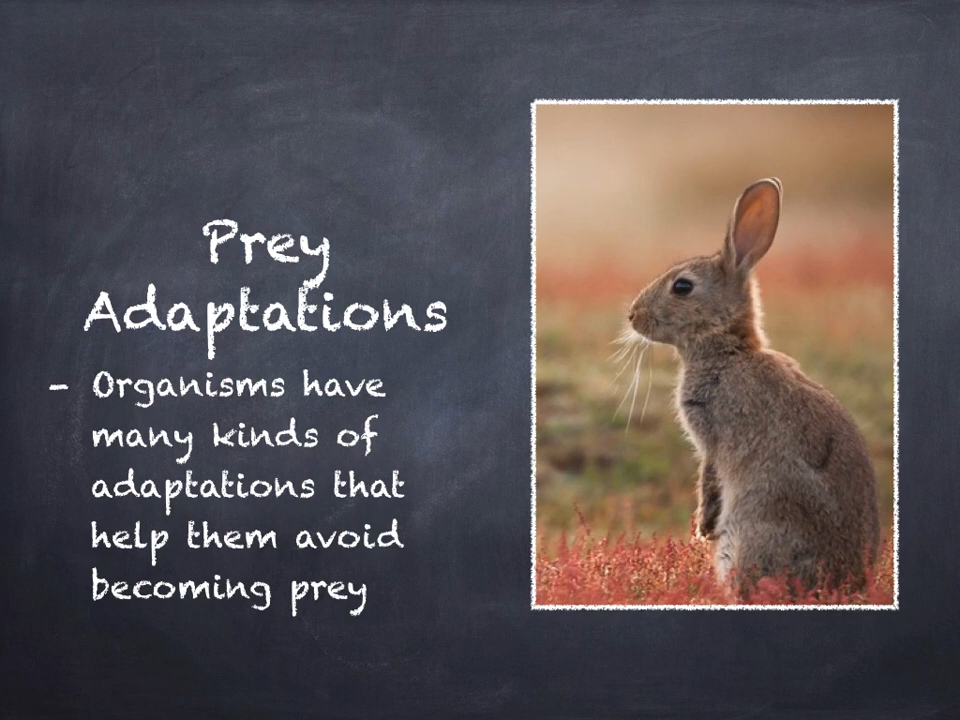 Prey
Adaptations
- Organisms have
many kinds of
adaptations that
help them avoid
becoming prey